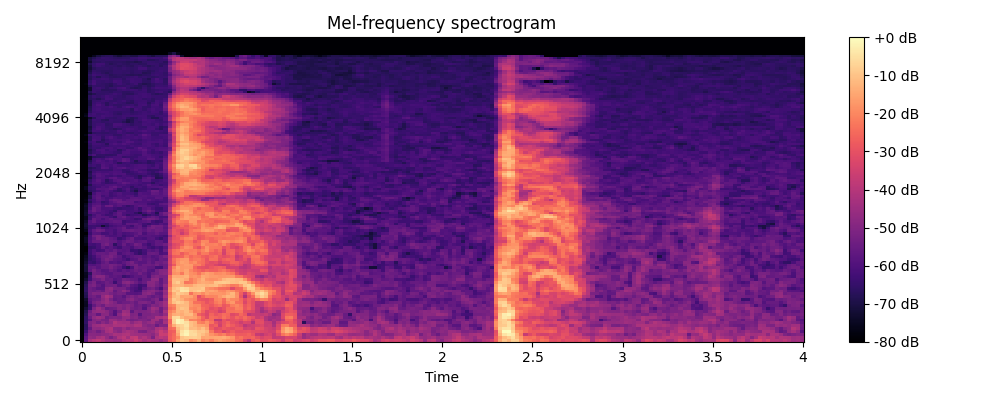 Mel-frequency spectrogram
8192
4096
2048
1024
512
0
Hz
0 0.5 1 1.5 2 2.5 3 3.5 4
Time
+0 dB
-10 dB
-20 dB
-30 dB
-40 dB
-50 dB
-60 dB
-70 dB
-80 dB